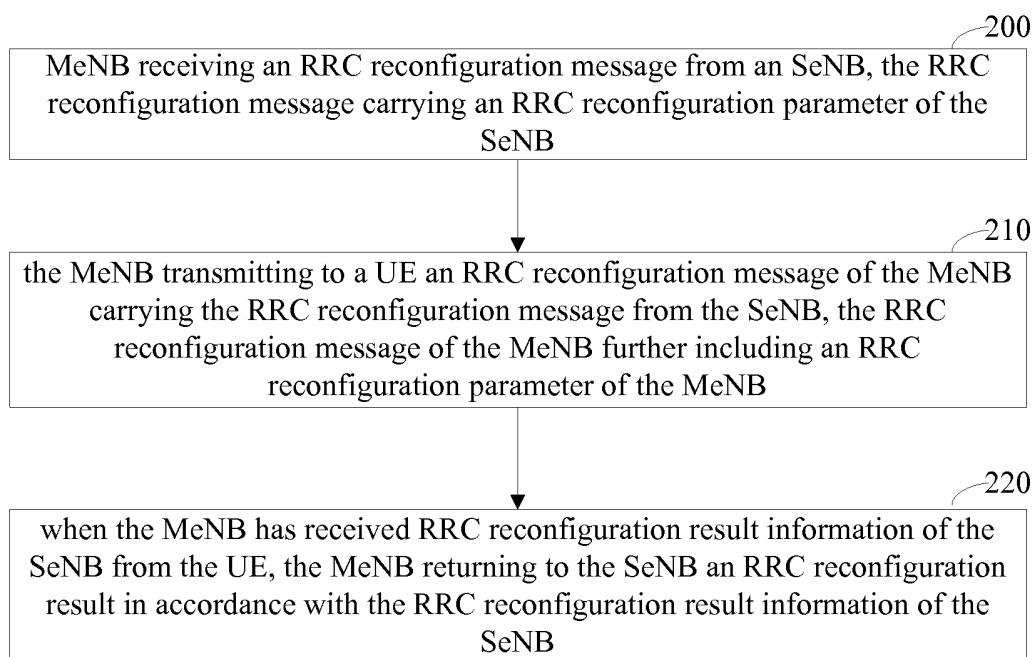 200
MeNB receiving an RRC reconfiguration message from an SeNB, the RRC
reconfiguration message carrying an RRC reconfiguration parameter of the
SeNB
210
the MeNB transmitting to a UE an RRC reconfiguration message of the MeNB
carrying the RRC reconfiguration message from the SeNB, the RRC
reconfiguration message of the MeNB further including an RRC
reconfiguration parameter of the MeNB
220
when the MeNB has received RRC reconfiguration result information of the
SeNB from the UE, the MeNB returning to the SeNB an RRC reconfiguration
result in accordance with the RRC reconfiguration result information of the
SeNB